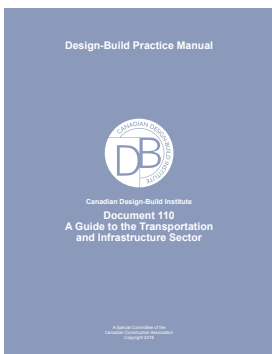 Design-Build Practice Manual
CANADIAN DESIGN-BUILD INSTITUTE
DB
Canadian Design-Build Institute
Document 110
A Guide to the Transportation
and Infrastructure Sector
A Special Committee of the
Canadian Construction Association
Copyright 2018